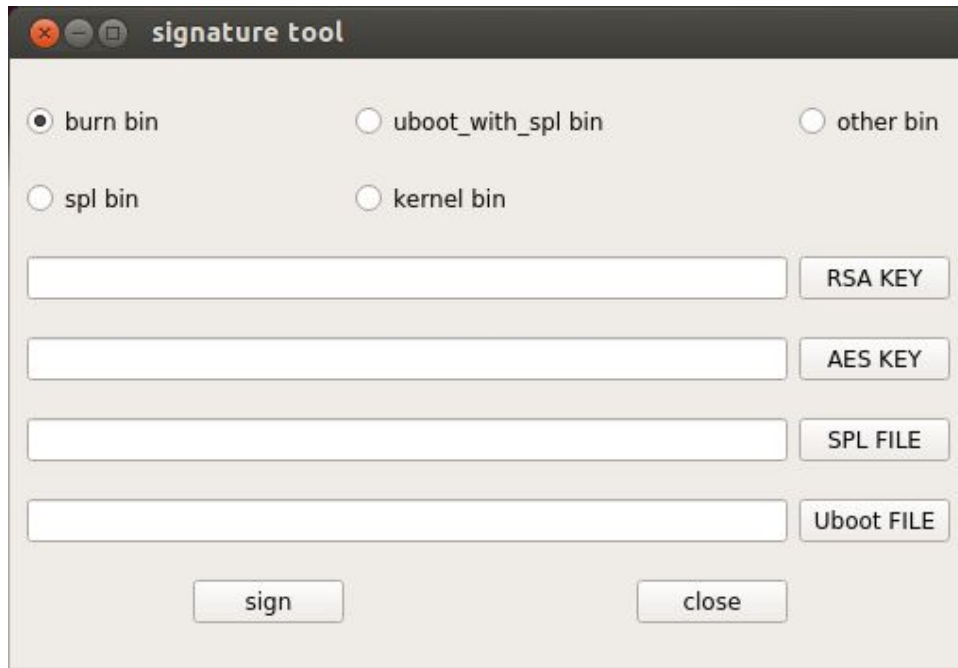 signature tool
burn bin uboot_with_spl bin other bin
spl bin kernel bin
RSA KEY
AES KEY
SPL FILE
Uboot FILE
sign close